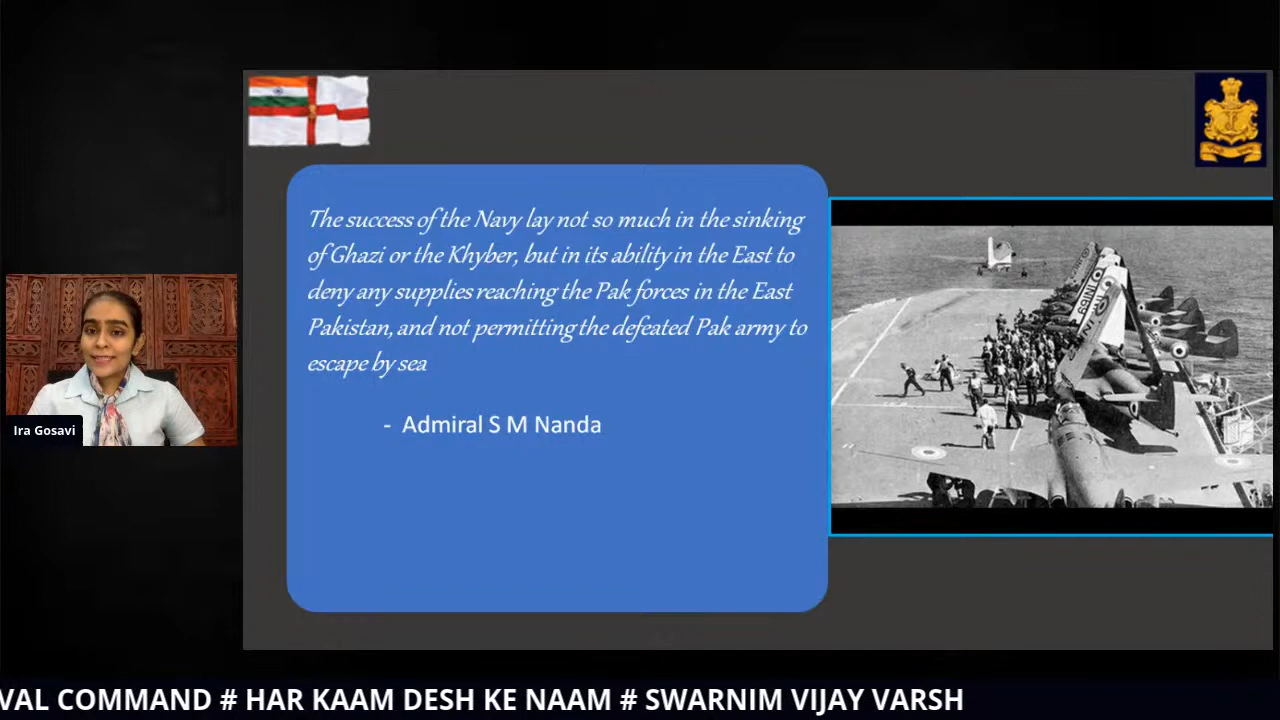 The success of the Navy lay not so much in the sinking
of Ghazi or the Khyber, but in its ability in the East to
deny any supplies reaching the Pak forces in the East
Pakistan, and not permitting the defeated Pak army to
escape by sea
- Admiral S M Nanda
Ira Gosavi
VAL COMMAND # HAR KAAM DESH KE NAAM # SWARNIM VIJAY VARSH